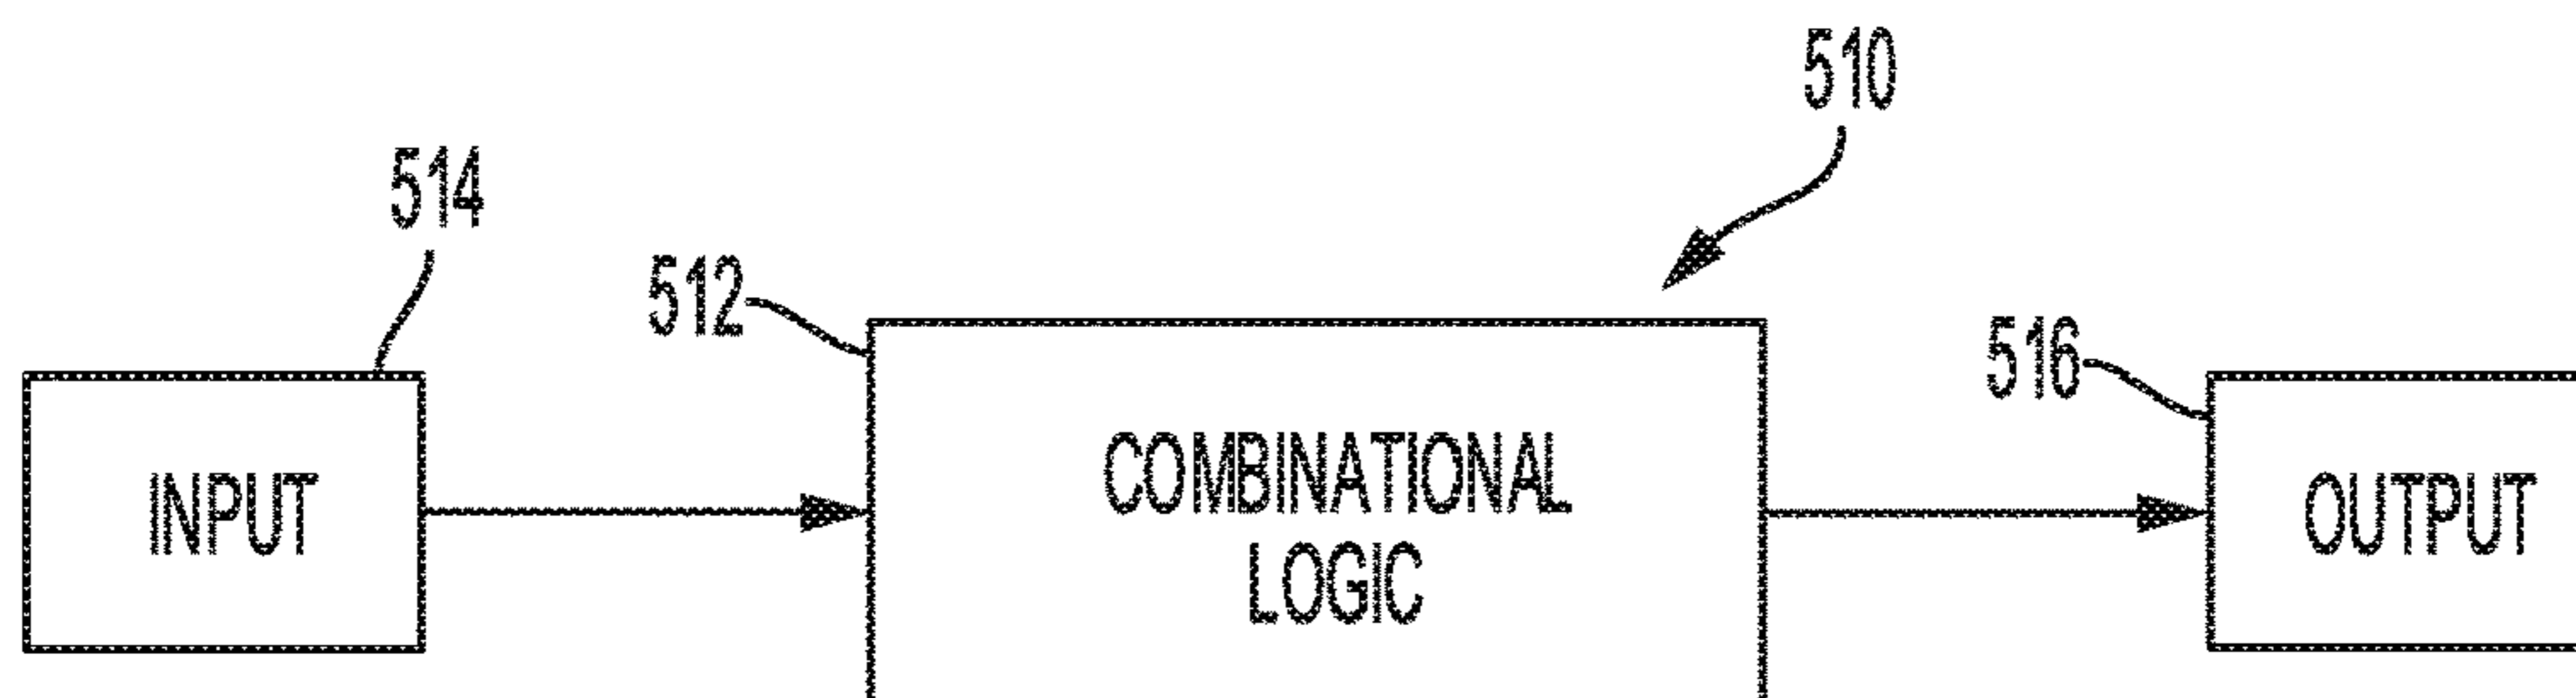 510
514
512
516
INPUT
COMBINATIONAL
LOGIC
OUTPUT